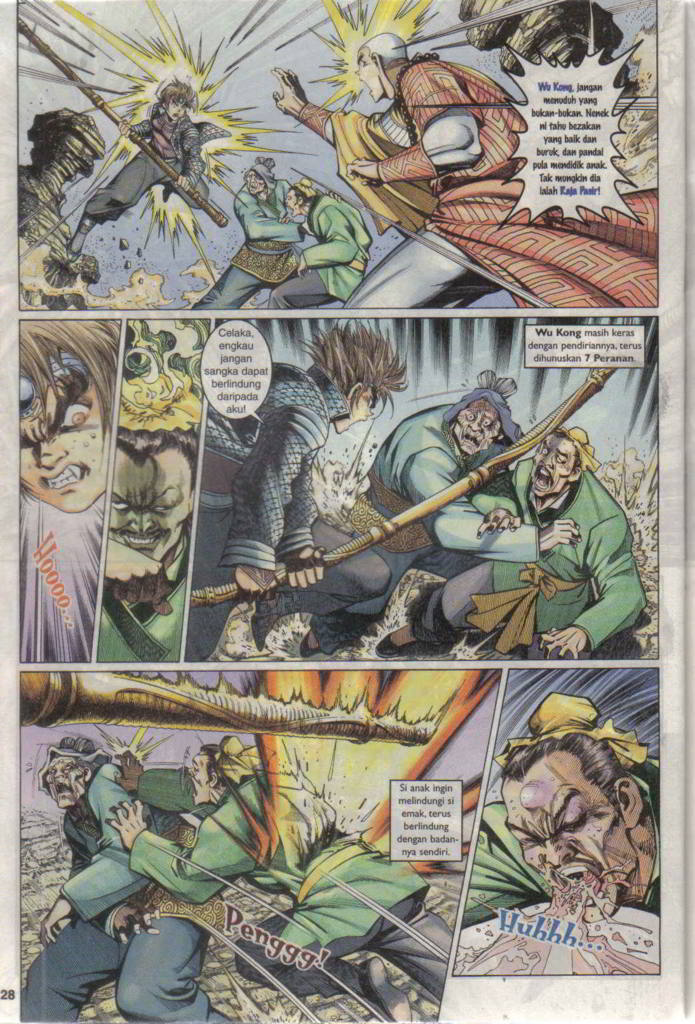 Wu Kong, jangan
menuduh yang
bukan-bukan. Nenek
ni tahu bezakan
yang baik dan
buruk, dan pandai
pula mendidik anak.
Tak mungkin dia
ialah Raja Pasir!
Hoooo...
Celaka,
engkau
jangan
sangka dapat
berlindung
daripada
aku!
Wu Kong masih keras
dengan pendiriannya, terus
dihunuskan 7 Peranan.
Si anak ingin
melindungi si
emak, terus
berlindung
dengan badan-
nya sendiri.
Penggg!
Huhhh...
28